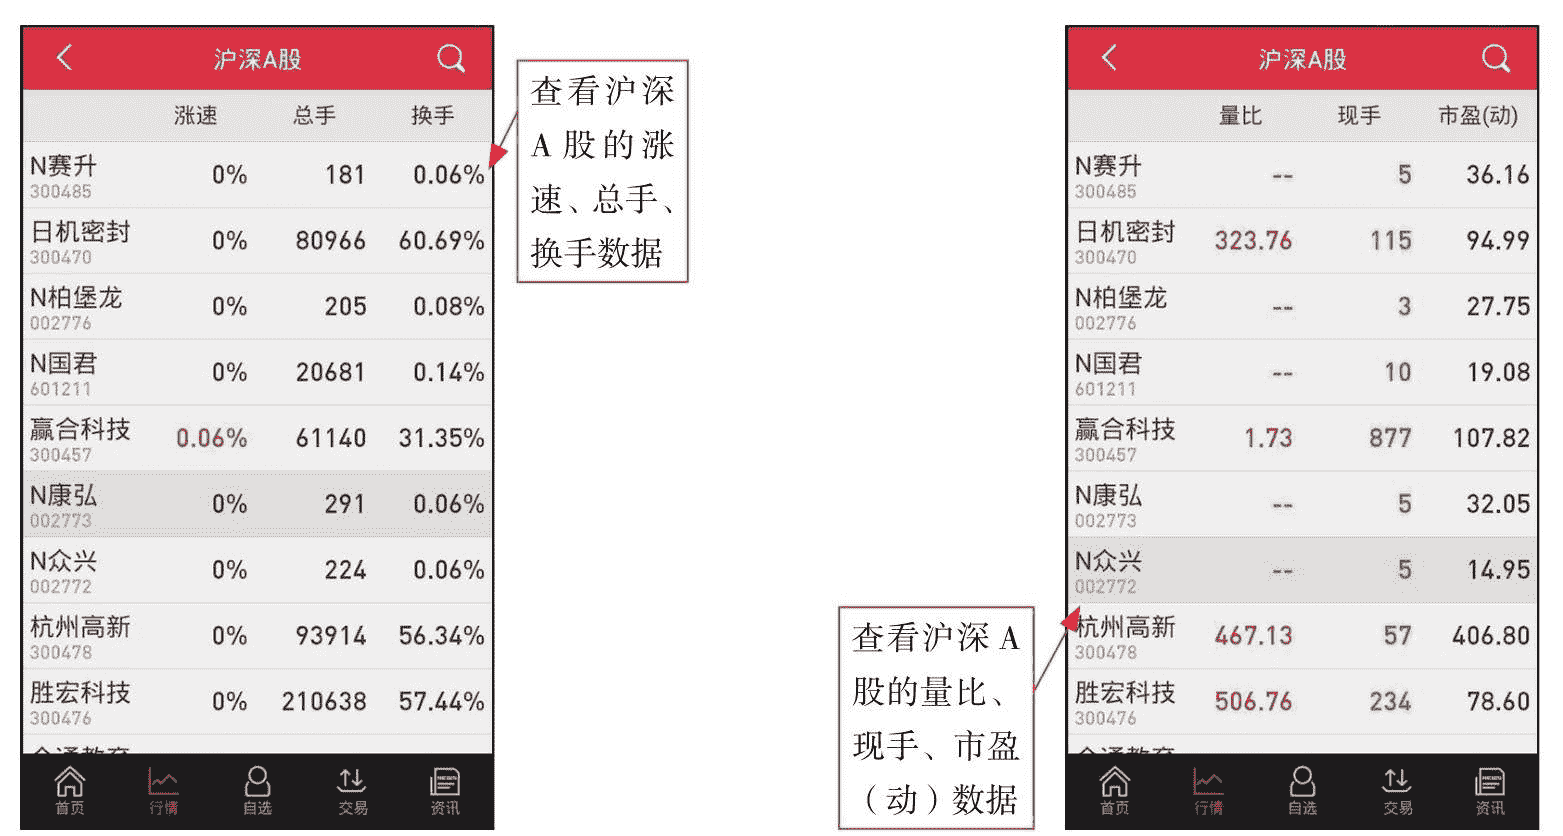 沪深A股
涨速 总手 换手
N赛升 0% 181 0.06%
300485
日机密封 0% 80966 60.69%
300470
N柏堡龙 0% 205 0.08%
002776
N国君 0% 20681 0.14%
601211
赢合科技 0.06% 61140 31.35%
300457
N康弘 0% 291 0.06%
002773
N众兴 0% 224 0.06%
002772
杭州高新 0% 93914 56.34%
300478
胜宏科技 0% 210638 57.44%
300476
首页 行情 自选 交易 资讯
查看沪深
A股的涨
速、总手、
换手数据
沪深A股
量比 现手 市盈(动)
N赛升 -- 5 36.16
300485
日机密封 323.76 115 94.99
300470
N柏堡龙 -- 3 27.75
002776
N国君 -- 10 19.08
601211
赢合科技 1.73 877 107.82
300457
N康弘 -- 5 32.05
002773
N众兴 -- 5 14.95
002772
杭州高新 467.13 57 406.80
300478
胜宏科技 506.76 234 78.60
300476
首页 行情 自选 交易 资讯
查看沪深A
股的量比、
现手、市盈
（动）数据